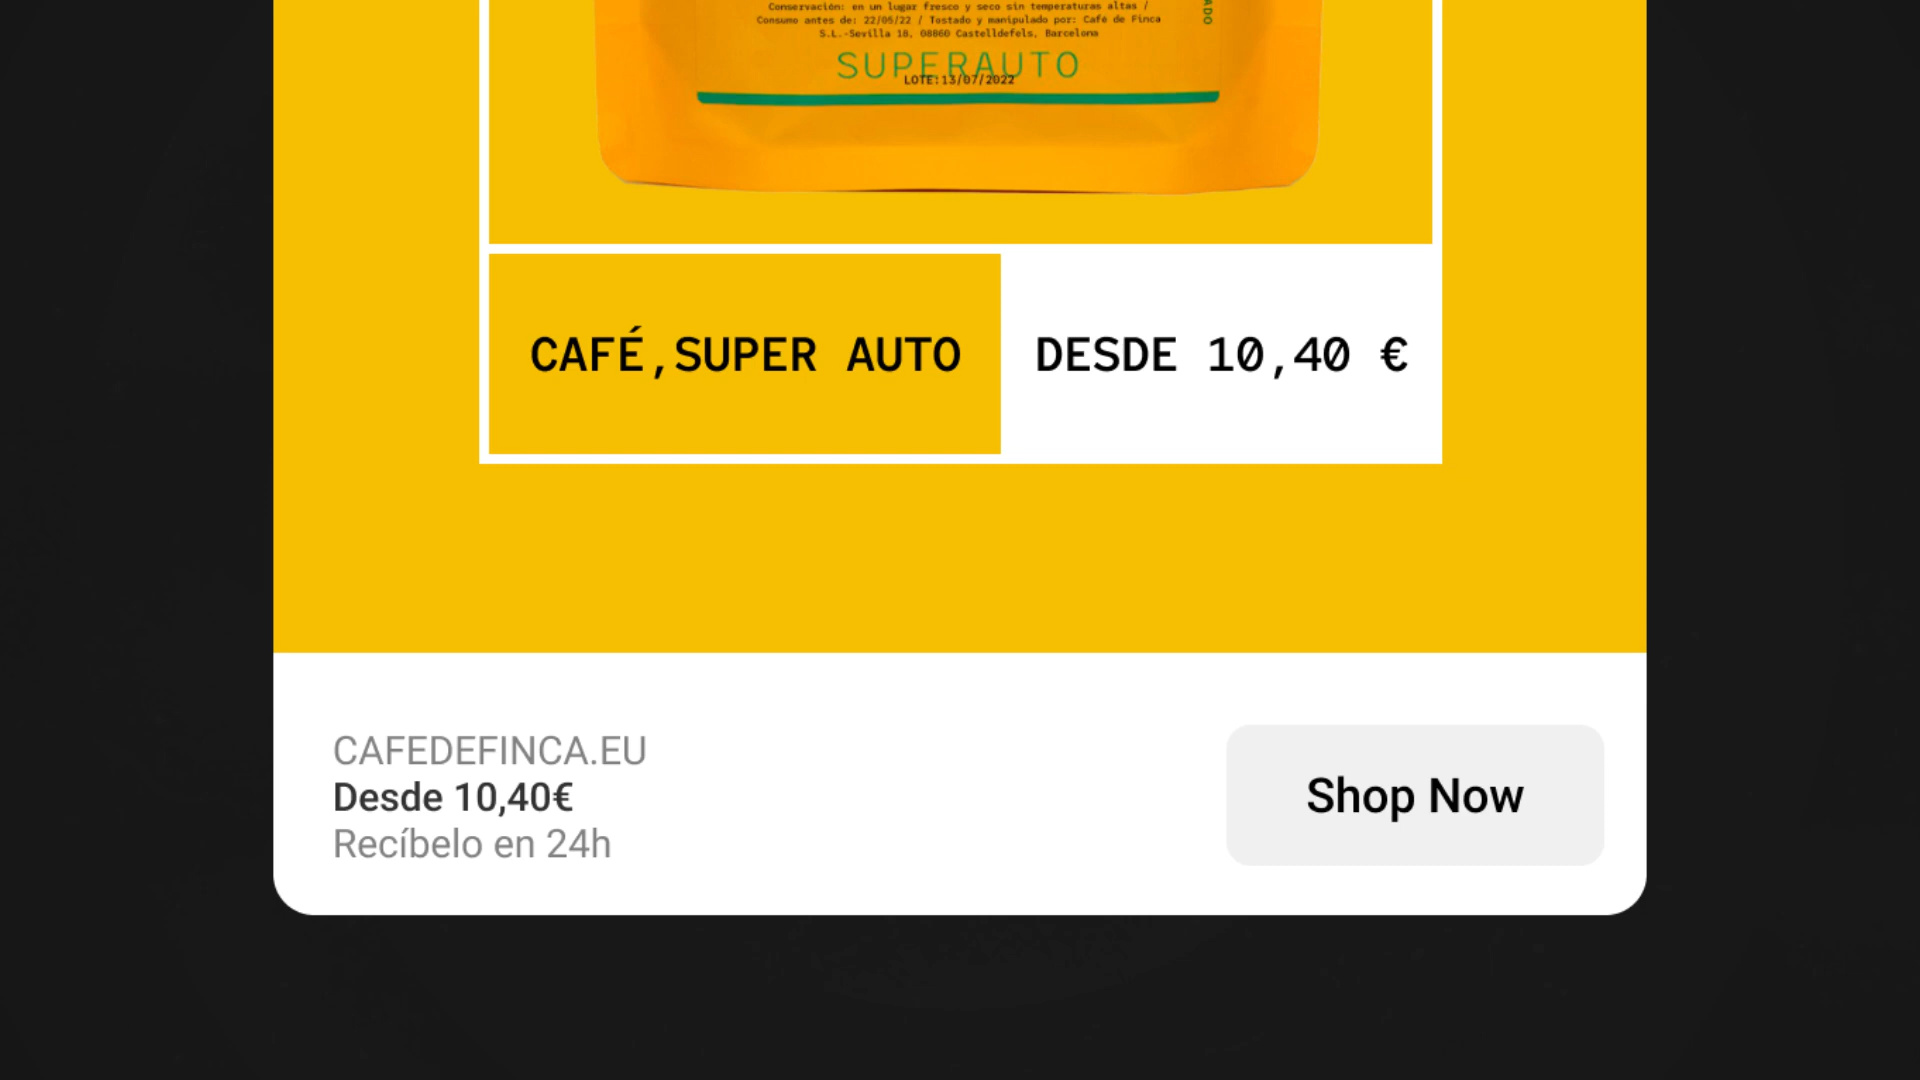 Conservación: en un lugar fresco y seco sin temperaturas altas /
Consumo antes de: 22/05/22 / Tostado y manipulado por: Café de Finca
S.L.-Sevilla 18, 08860 Castelldefels, Barcelona
ADO
SUPERAUTO
LOTE:13/07/2022
CAFÉ,SUPER AUTO
DESDE 10,40 €
CAFEDEFINCA.EU
Desde 10,40€
Recíbelo en 24h
Shop Now